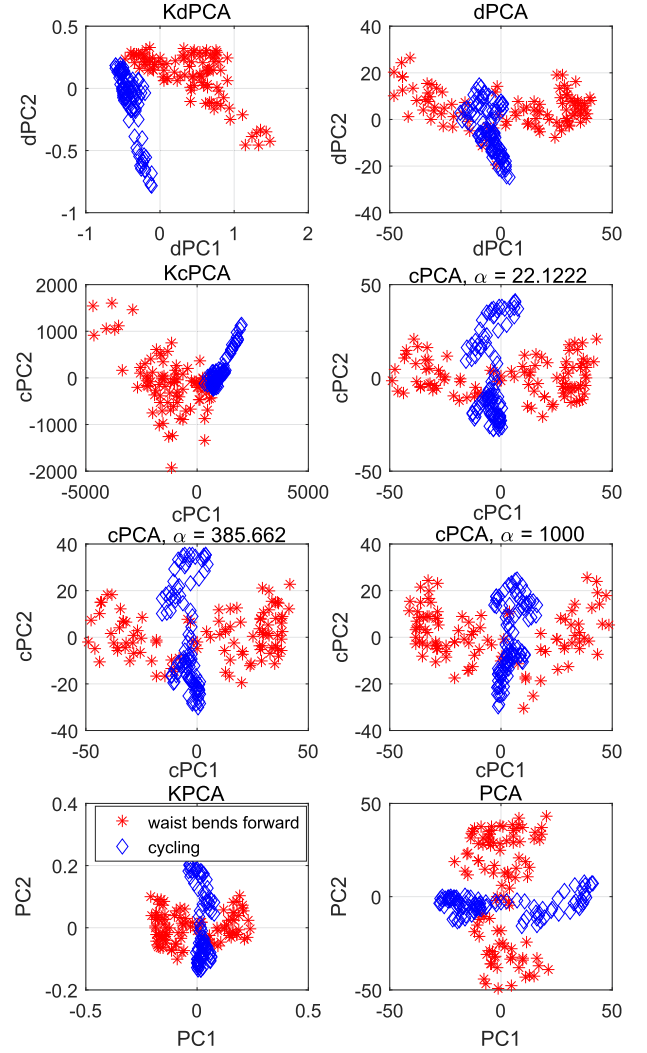 KdPCA
dPCA
0.5
0
-0.5
-1
-1
0
1
2
dPC1
dPC2
40
20
0
-20
-40
-50
0
50
dPC1
dPC2
KcPCA
cPCA, α = 22.1222
2000
1000
0
-1000
-2000
-5000
0
5000
cPC1
cPC2
50
0
-50
-50
0
50
cPC1
cPC2
cPCA, α = 385.662
cPCA, α = 1000
40
20
0
-20
-40
-50
0
50
cPC1
cPC2
40
20
0
-20
-40
-50
0
50
cPC1
cPC2
KPCA
PCA
0.4
0.2
0
-0.2
-0.5
0
0.5
PC1
PC2
waist bends forward
cycling
50
0
50
-50
0
50
PC1
PC2